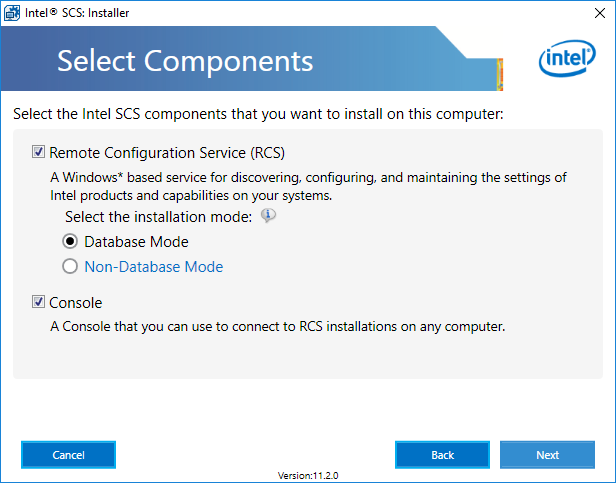 Intel® SCS: Installer
Select Components
intel
Select the Intel SCS components that you want to install on this computer:
Remote Configuration Service (RCS)
A Windows* based service for discovering, configuring, and maintaining the settings of
Intel products and capabilities on your systems.
Select the installation mode:
Database Mode
Non-Database Mode
Console
A Console that you can use to connect to RCS installations on any computer.
Cancel
Back
Next
Version:11.2.0